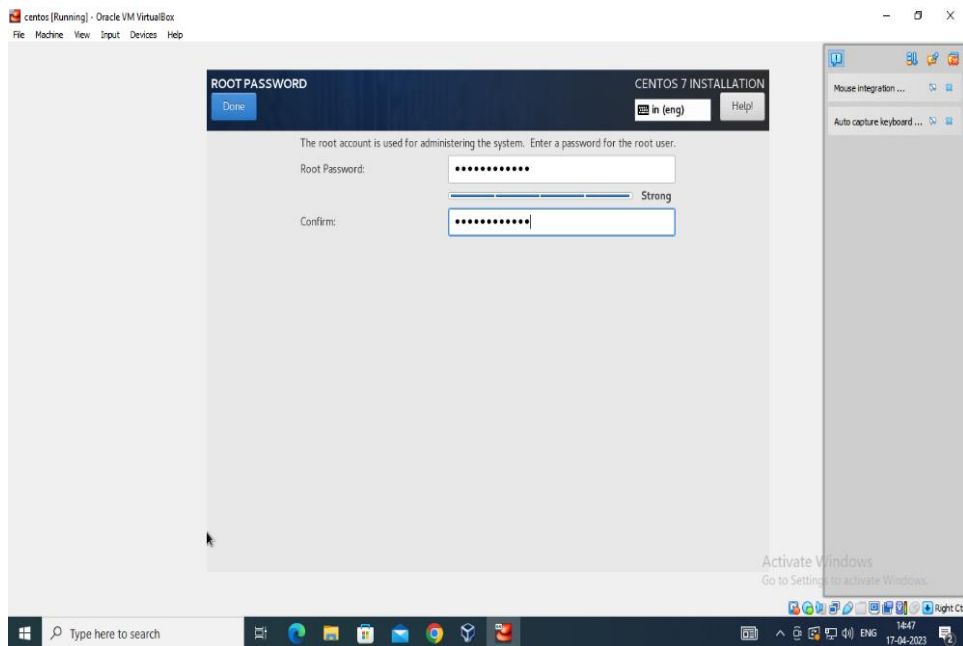 centos [Running] - Oracle VM VirtualBox
File Machine View Input Devices Help
ROOT PASSWORD
CENTOS 7 INSTALLATION
Done
in (eng)
Help!
Mouse integration ...
Auto capture keyboard ...
The root account is used for administering the system. Enter a password for the root user.
Root Password:
●●●●●●●●●●●●
Strong
Confirm:
●●●●●●●●●●●●
Activate Windows
Go to Settings to activate Windows.
Right Ct
Type here to search
ENG
14:47
17-04-2023
2